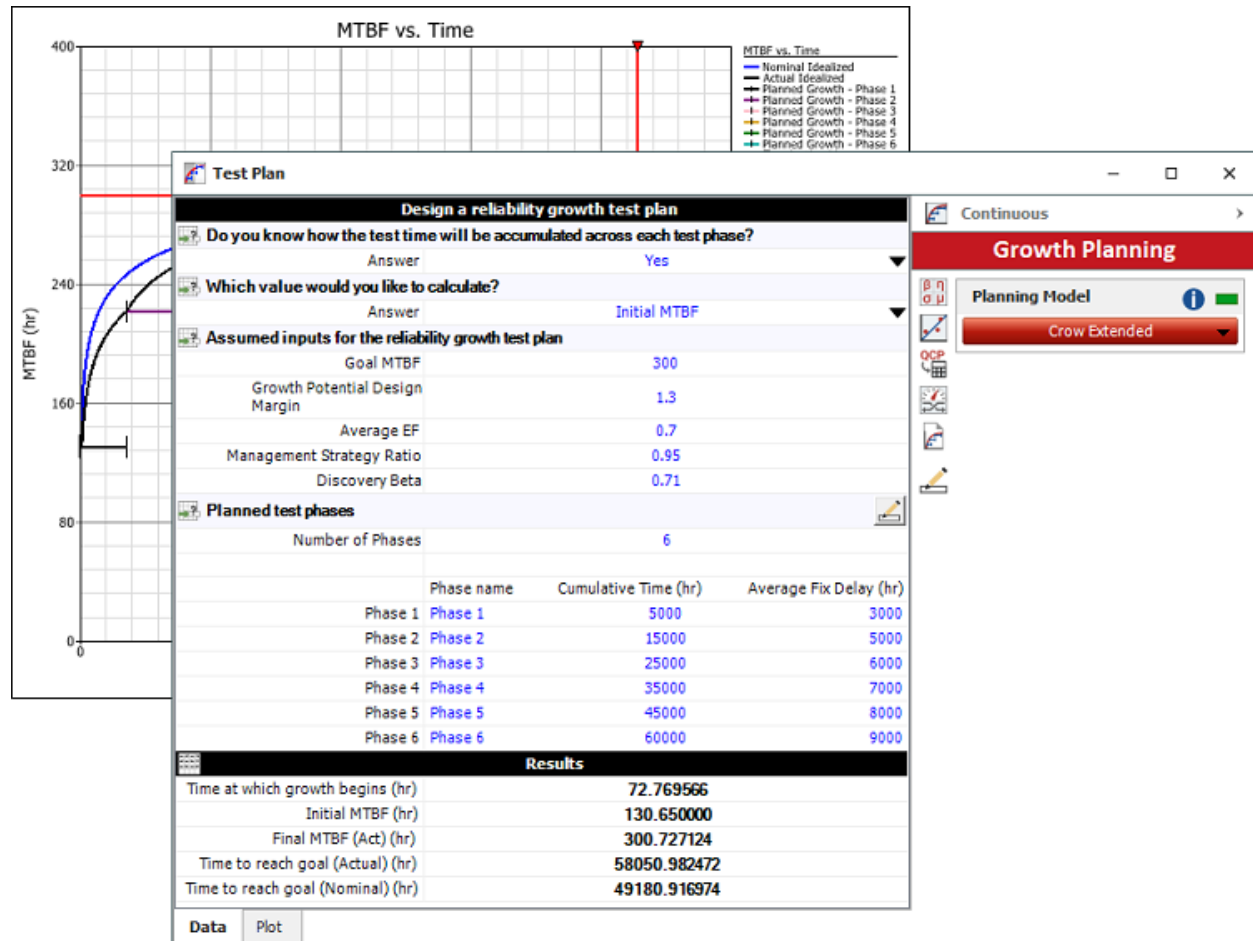 MTBF vs. Time
MTBF vs. Time
Nominal Idealized
Actual Idealized
Planned Growth - Phase 1
Planned Growth - Phase 2
Planned Growth - Phase 3
Planned Growth - Phase 4
Planned Growth - Phase 5
Planned Growth - Phase 6
400
320
240
160
80
0
0
MTBF (hr)
Test Plan
Design a reliability growth test plan
Do you know how the test time will be accumulated across each test phase?
Answer Yes
Which value would you like to calculate?
Answer Initial MTBF
Assumed inputs for the reliability growth test plan
Goal MTBF 300
Growth Potential Design
Margin 1.3
Average EF 0.7
Management Strategy Ratio 0.95
Discovery Beta 0.71
Planned test phases
Number of Phases 6
Phase name Cumulative Time (hr) Average Fix Delay (hr)
Phase 1 Phase 1 5000 3000
Phase 2 Phase 2 15000 5000
Phase 3 Phase 3 25000 6000
Phase 4 Phase 4 35000 7000
Phase 5 Phase 5 45000 8000
Phase 6 Phase 6 60000 9000
Results
Time at which growth begins (hr) 72.769566
Initial MTBF (hr) 130.650000
Final MTBF (Act) (hr) 300.727124
Time to reach goal (Actual) (hr) 58050.982472
Time to reach goal (Nominal) (hr) 49180.916974
Data Plot
Continuous
Growth Planning
β η
σ μ
Planning Model
Crow Extended
QCP